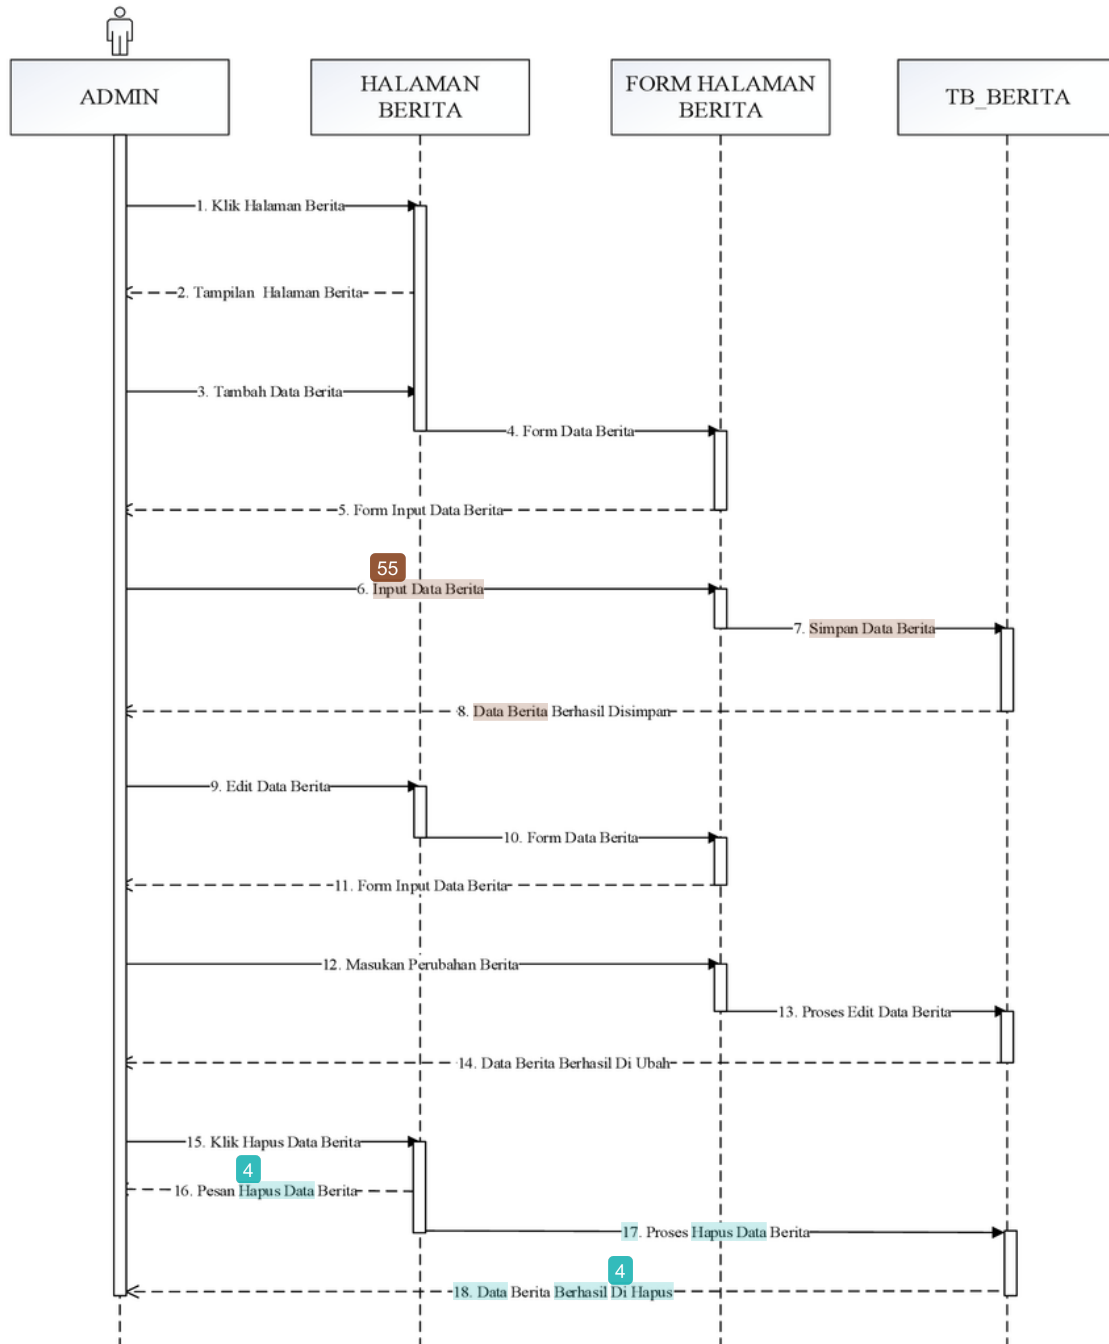 ADMIN
HALAMAN
BERITA
FORM HALAMAN
BERITA
TB_BERITA
1. Klik Halaman Berita
2. Tampilan Halaman Berita
3. Tambah Data Berita
4. Form Data Berita
5. Form Input Data Berita
55
6. Input Data Berita
7. Simpan Data Berita
8. Data Berita Berhasil Disimpan
9. Edit Data Berita
10. Form Data Berita
11. Form Input Data Berita
12. Masukan Perubahan Berita
13. Proses Edit Data Berita
14. Data Berita Berhasil Di Ubah
15. Klik Hapus Data Berita
4
16. Pesan Hapus Data Berita
17. Proses Hapus Data Berita
4
18. Data Berita Berhasil Di Hapus